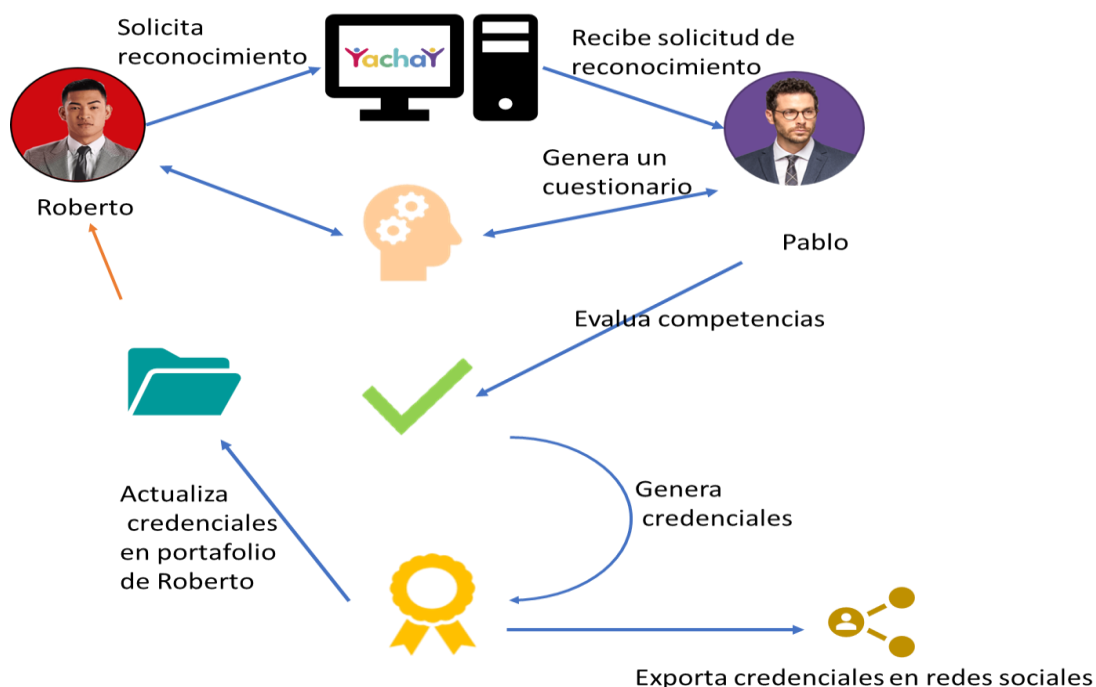 Solicita
reconocimiento
YachaY
Recibe solicitud de
reconocimiento
Genera un
cuestionario
Roberto
Pablo
Evalua competencias
Actualiza
credenciales
en portafolio
de Roberto
Genera
credenciales
Exporta credenciales en redes sociales